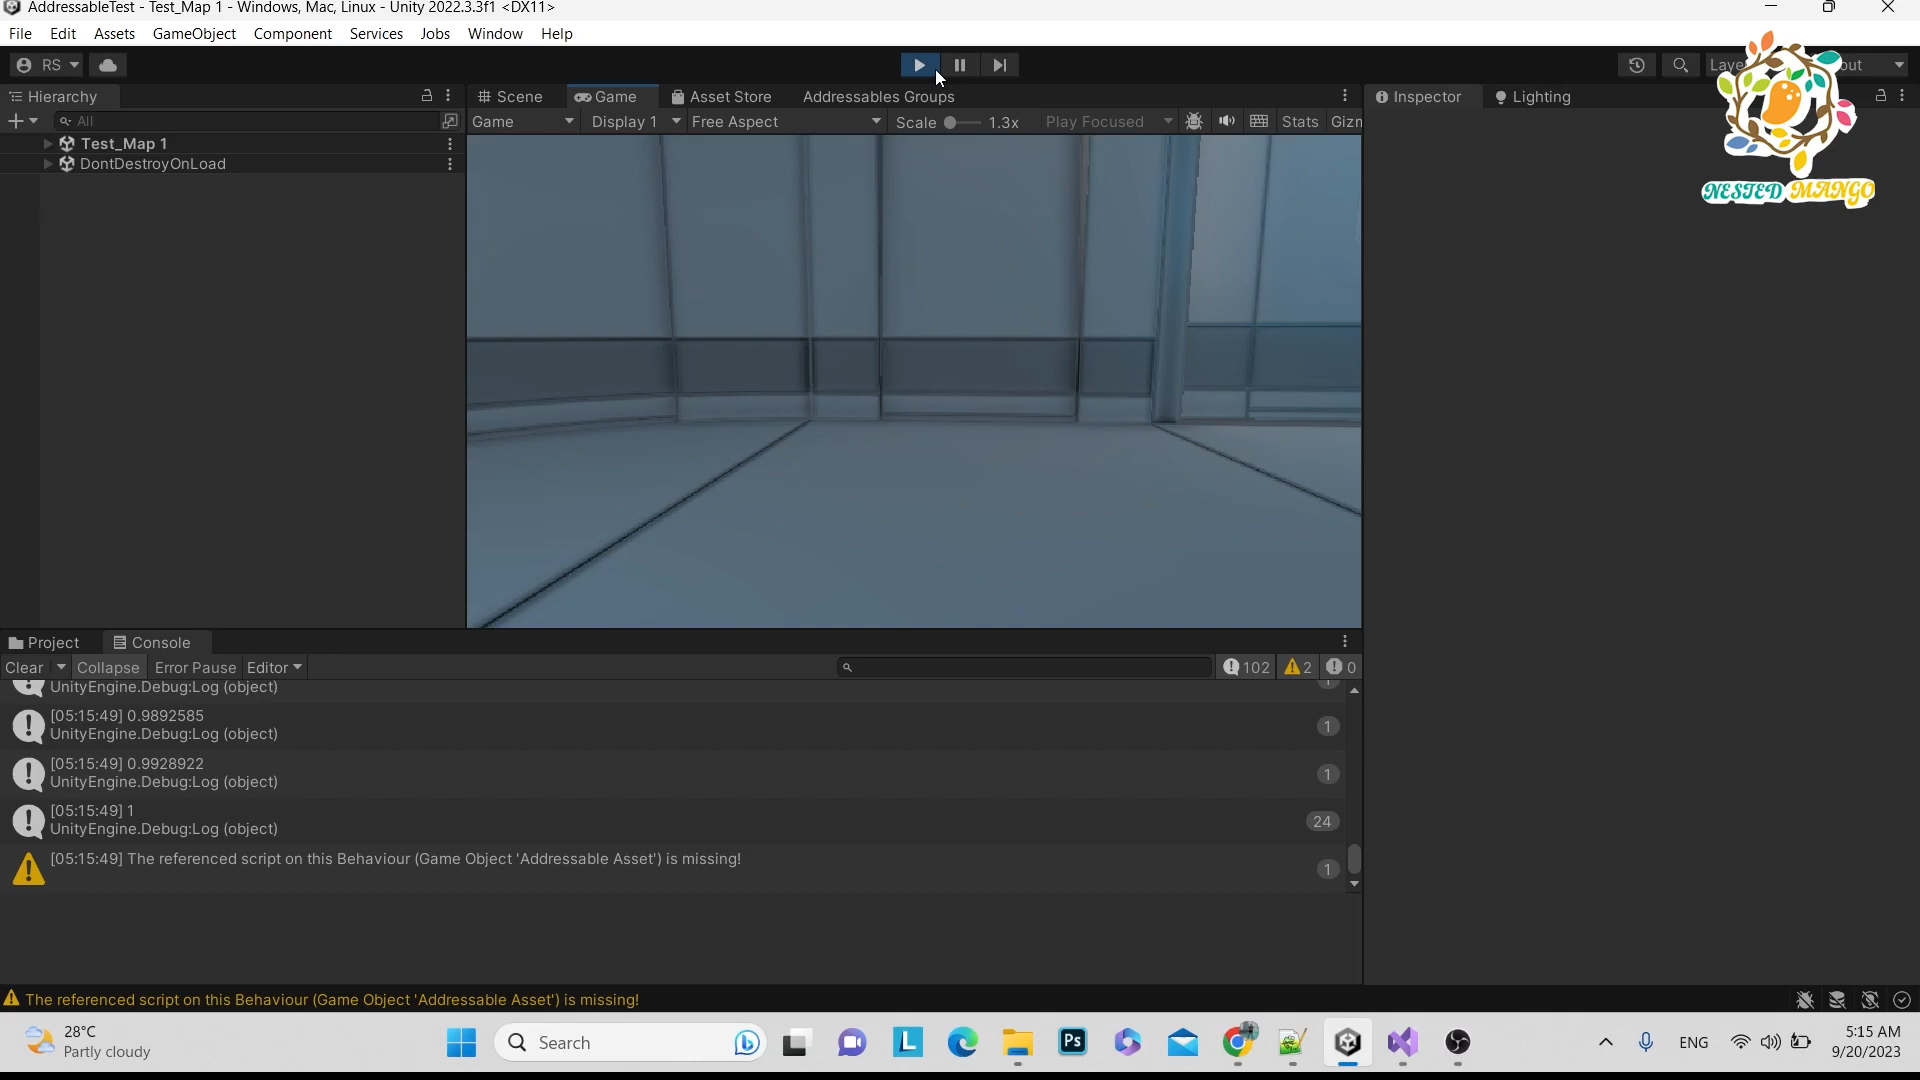 AddressableTest - Test_Map 1 - Windows, Mac, Linux - Unity 2022.3.3f1 <DX11>
File Edit Assets GameObject Component Services Jobs Window Help
RS
Hierarchy
All
Test_Map 1
DontDestroyOnLoad
Scene Game Asset Store Addressables Groups
Game Display 1 Free Aspect Scale 1.3x Play Focused Stats Gizn
Inspector Lighting
Laye out
NESTED MANGO
Project Console
Clear Collapse Error Pause Editor
102 2 0
UnityEngine.Debug:Log (object)
[05:15:49] 0.9892585
UnityEngine.Debug:Log (object)
1
[05:15:49] 0.9928922
UnityEngine.Debug:Log (object)
1
[05:15:49] 1
UnityEngine.Debug:Log (object)
24
[05:15:49] The referenced script on this Behaviour (Game Object 'Addressable Asset') is missing!
1
The referenced script on this Behaviour (Game Object 'Addressable Asset') is missing!
28°C
Partly cloudy
Search
L
Ps
ENG
5:15 AM
9/20/2023